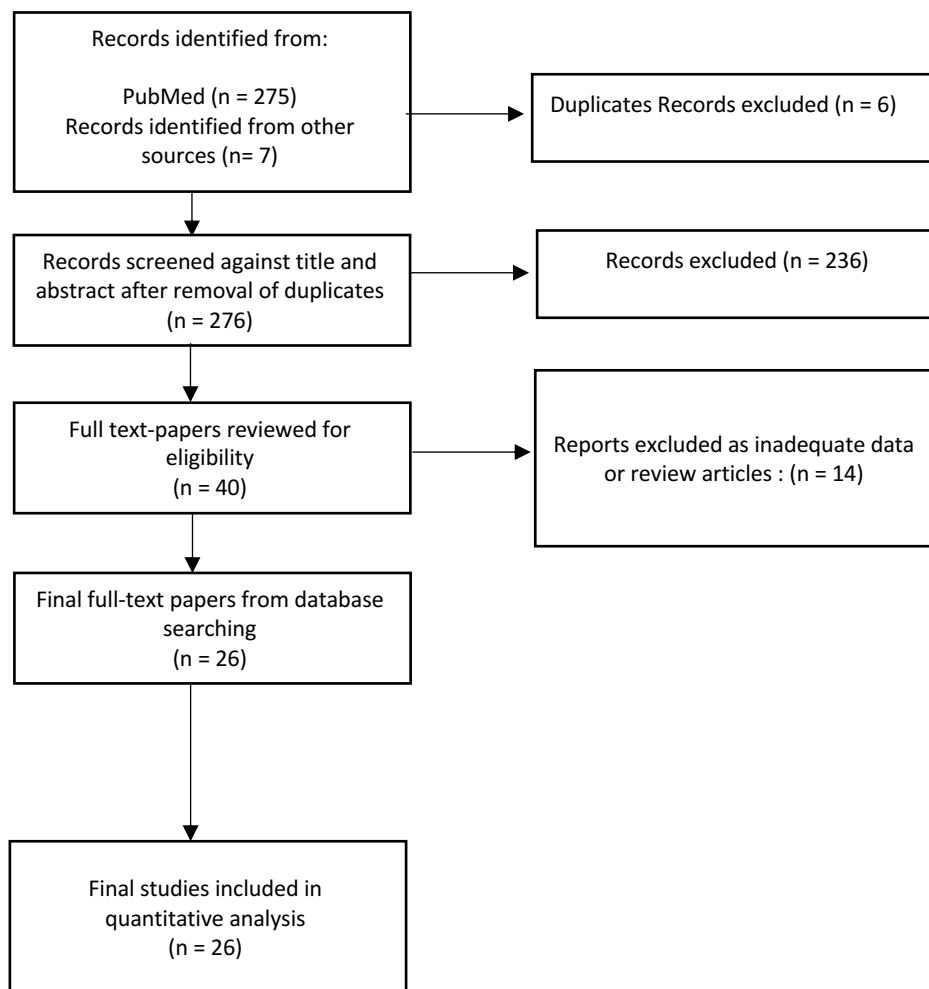 Records identified from:
PubMed (n = 275)
Records identified from other
sources (n= 7)
Duplicates Records excluded (n = 6)
Records screened against title and
abstract after removal of duplicates
(n = 276)
Records excluded (n = 236)
Full text-papers reviewed for
eligibility
(n = 40)
Reports excluded as inadequate data
or review articles : (n = 14)
Final full-text papers from database
searching
(n = 26)
Final studies included in
quantitative analysis
(n = 26)